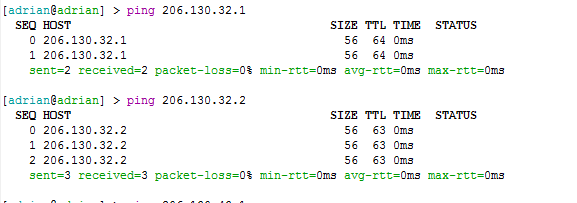 [adrian@adrian] > ping 206.130.32.1
SEQ HOST SIZE TTL TIME STATUS
0 206.130.32.1 56 64 0ms
1 206.130.32.1 56 64 0ms
sent=2 received=2 packet-loss=0% min-rtt=0ms avg-rtt=0ms max-rtt=0ms
[adrian@adrian] > ping 206.130.32.2
SEQ HOST SIZE TTL TIME STATUS
0 206.130.32.2 56 63 0ms
1 206.130.32.2 56 63 0ms
2 206.130.32.2 56 63 0ms
sent=3 received=3 packet-loss=0% min-rtt=0ms avg-rtt=0ms max-rtt=0ms